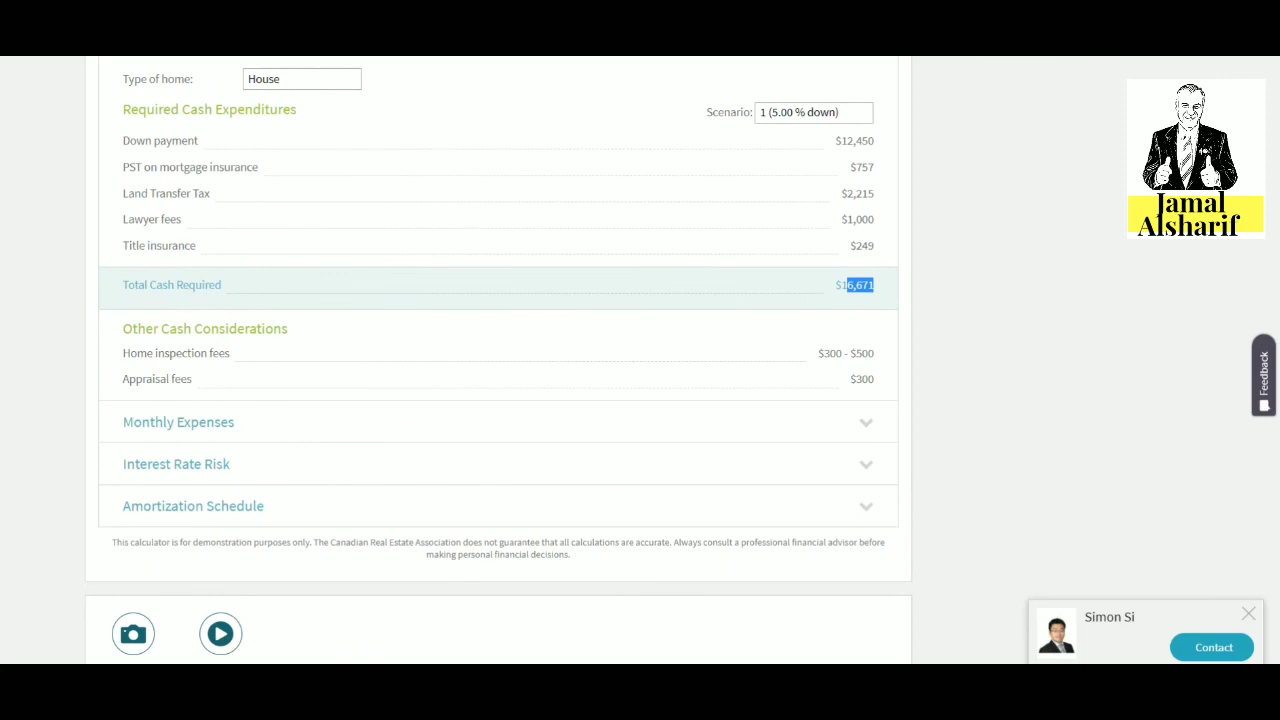 Type of home: House
Required Cash Expenditures
Scenario: 1 (5.00 % down)
Down payment $12,450
PST on mortgage insurance $757
Land Transfer Tax $2,215
Lawyer fees $1,000
Title insurance $249
Total Cash Required $16,671
Other Cash Considerations
Home inspection fees $300 - $500
Appraisal fees $300
Monthly Expenses
Interest Rate Risk
Amortization Schedule
This calculator is for demonstration purposes only. The Canadian Real Estate Association does not guarantee that all calculations are accurate. Always consult a professional financial advisor before
making personal financial decisions.
Jamal
Alsharif
Feedback
Simon Si
Contact